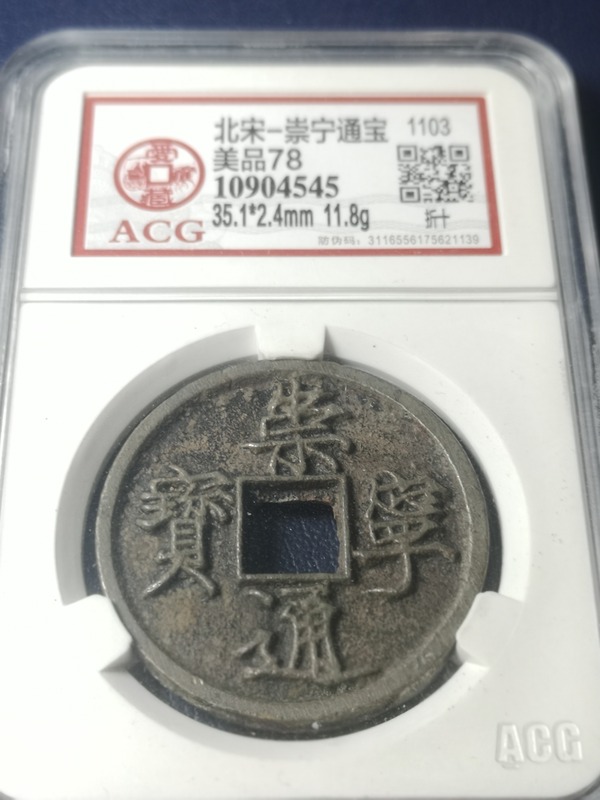 北宋-崇宁通宝 1103
美品78
10904545
35.1*2.4mm 11.8g 折十
防伪码：3116556175621139
ACG
崇
寧
通
寶
ACG